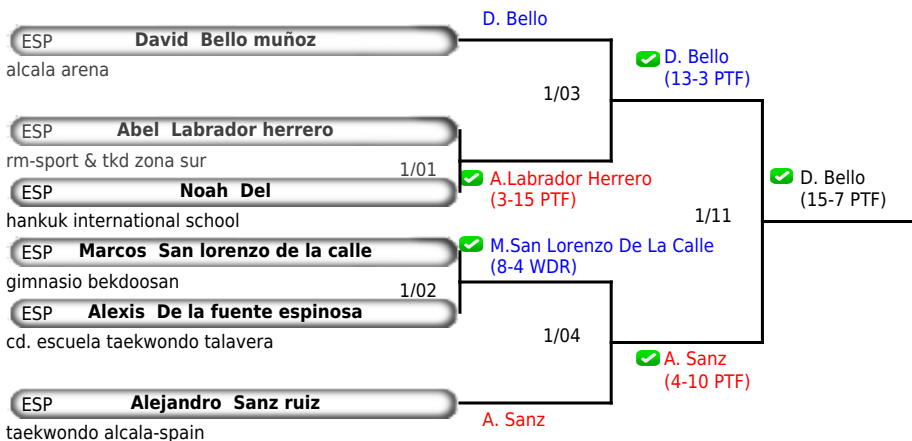 D. Bello
ESP David Bello muñoz
alcala arena
D. Bello
(13-3 PTF)
1/03
ESP Abel Labrador herrero
rm-sport & tkd zona sur
1/01
ESP Noah Del
hankuk international school
A.Labrador Herrero
(3-15 PTF)
D. Bello
(15-7 PTF)
1/11
ESP Marcos San lorenzo de la calle
gimnasio bekdoosan
M.San Lorenzo De La Calle
(8-4 WDR)
1/02
ESP Alexis De la fuente espinosa
cd. escuela taekwondo talavera
1/04
A. Sanz
(4-10 PTF)
ESP Alejandro Sanz ruiz
taekwondo alcala-spain
A. Sanz